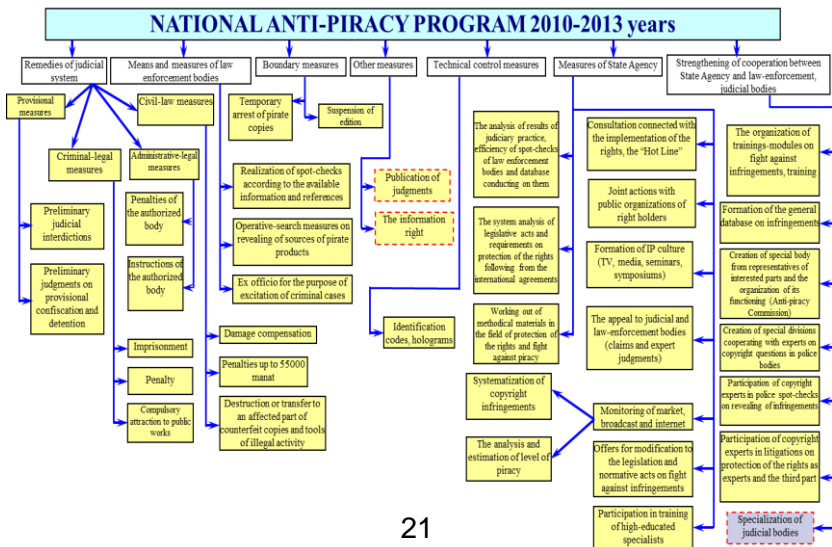 NATIONAL ANTI-PIRACY PROGRAM 2010-2013 years
Remedies of judicial
system
Means and measures of law
enforcement bodies
Boundary measures
Other measures
Technical control measures
Measures of State Agency
Strengthening of cooperation between
State Agency and law-enforcement,
judicial bodies
Provisional
measures
Civil-law measures
Criminal-legal
measures
Administrative-legal
measures
Preliminary
judicial
interdictions
Preliminary
judgments on
provisional
confiscation and
detention
Penalties of
the authorized
body
Instructions of
the authorized
body
Imprisonment
Penalty
Compulsory
attraction to public
works
Temporary
arrest of pirate
copies
Suspension of
edition
Realization of spot-checks
according to the available
information and references
Operative-search measures on
revealing of sources of pirate
products
Ex officio for the purpose of
excitation of criminal cases
Damage compensation
Penalties up to 55000
manat
Destruction or transfer to
an affected part of
counterfeit copies and tools
of illegal activity
Publication of
judgments
The information
right
Identification
codes, holograms
The analysis of results of
judiciary practice,
efficiency of spot-checks
of law enforcement
bodies and database
conducting on them
The system analysis of
legislative acts and
requirements on
protection of the rights
following from the
international agreements
Working out of
methodical materials in
the field of protection of
the rights and fight
against piracy
Systematization of
copyright
infringements
The analysis and
estimation of level of
piracy
Consultation connected with
the implementation of the
rights, the “Hot Line”
Joint actions with
public organizations of
right holders
Formation of IP culture
(TV, media, seminars,
symposiums)
The appeal to judicial and
law-enforcement bodies
(claims and expert
judgments)
Monitoring of market,
broadcast and internet
Offers for modification to
the legislation and
normative acts on fight
against infringements
Participation in training
of high-educated
specialists
The organization of
trainings-modules on
fight against
infringements, training
Formation of the general
database on infringements
Creation of special body
from representatives of
interested parts and the
organization of its
functioning (Anti-piracy
Commission)
Creation of special divisions
cooperating with experts on
copyright questions in police
bodies
Participation of copyright
experts in police spot-checks
on revealing of infringements
Participation of copyright
experts in litigations on
protection of the rights as
experts and the third part
Specialization of
judicial bodies
21